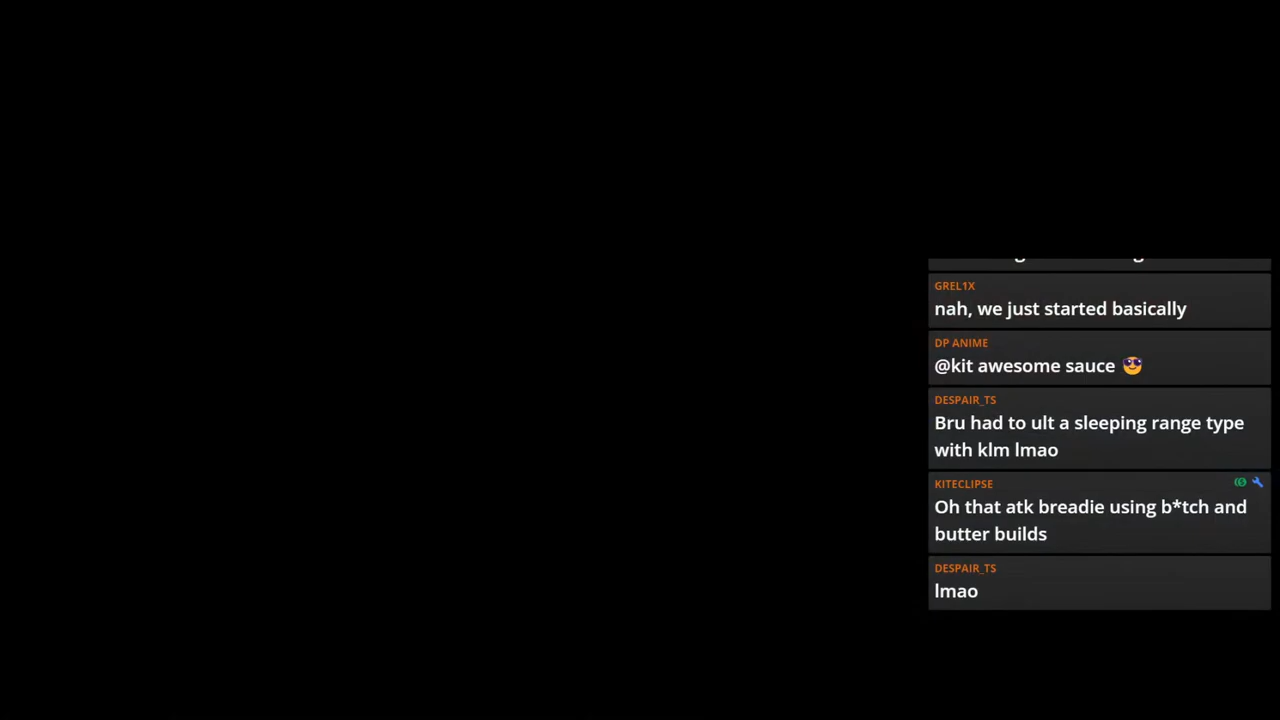 GREL1X
nah, we just started basically
DP ANIME
@kit awesome sauce 😎
DESPAIR_TS
Bru had to ult a sleeping range type
with klm lmao
KITECLIPSE
Oh that atk breadie using b*tch and
butter builds
DESPAIR_TS
lmao